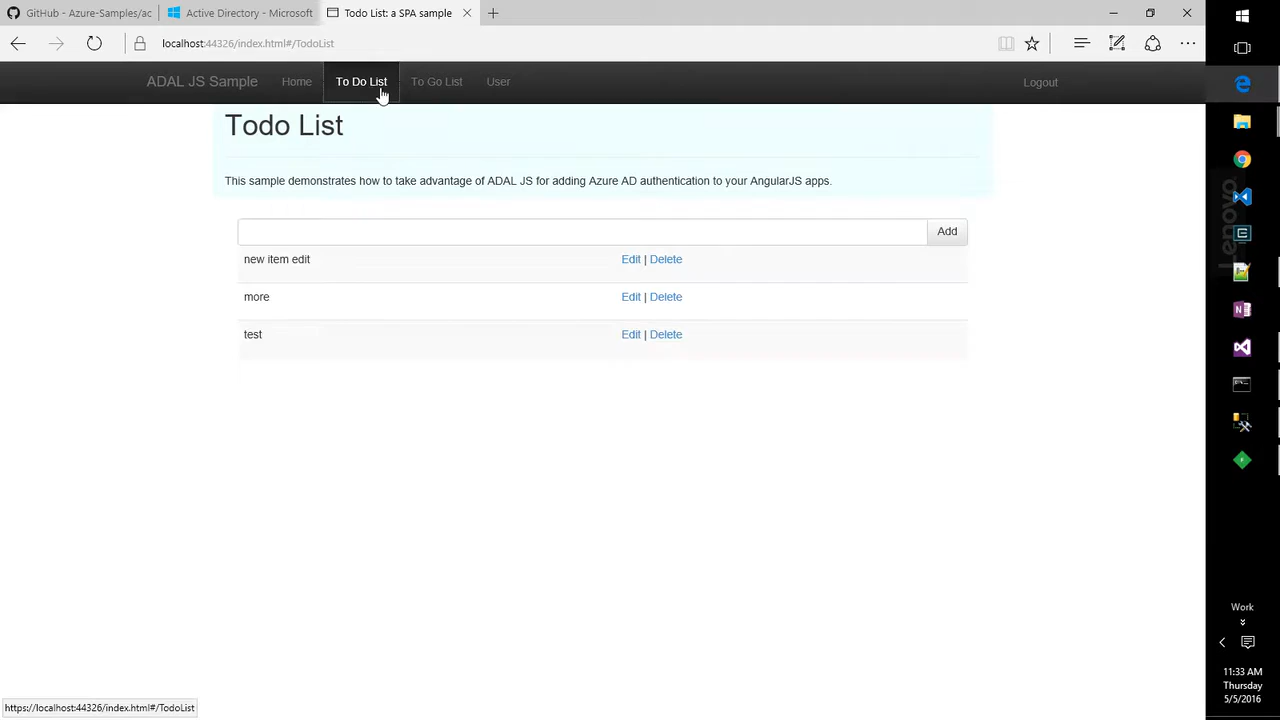 GitHub - Azure-Samples/ac
Active Directory - Microsoft
Todo List: a SPA sample
localhost:44326/index.html#/TodoList
ADAL JS Sample
Home
To Do List
To Go List
User
Logout
Todo List
This sample demonstrates how to take advantage of ADAL JS for adding Azure AD authentication to your AngularJS apps.
Add
new item edit
Edit | Delete
more
Edit | Delete
test
Edit | Delete
https://localhost:44326/index.html#/TodoList
Lenovo
Work
11:33 AM
Thursday
5/5/2016